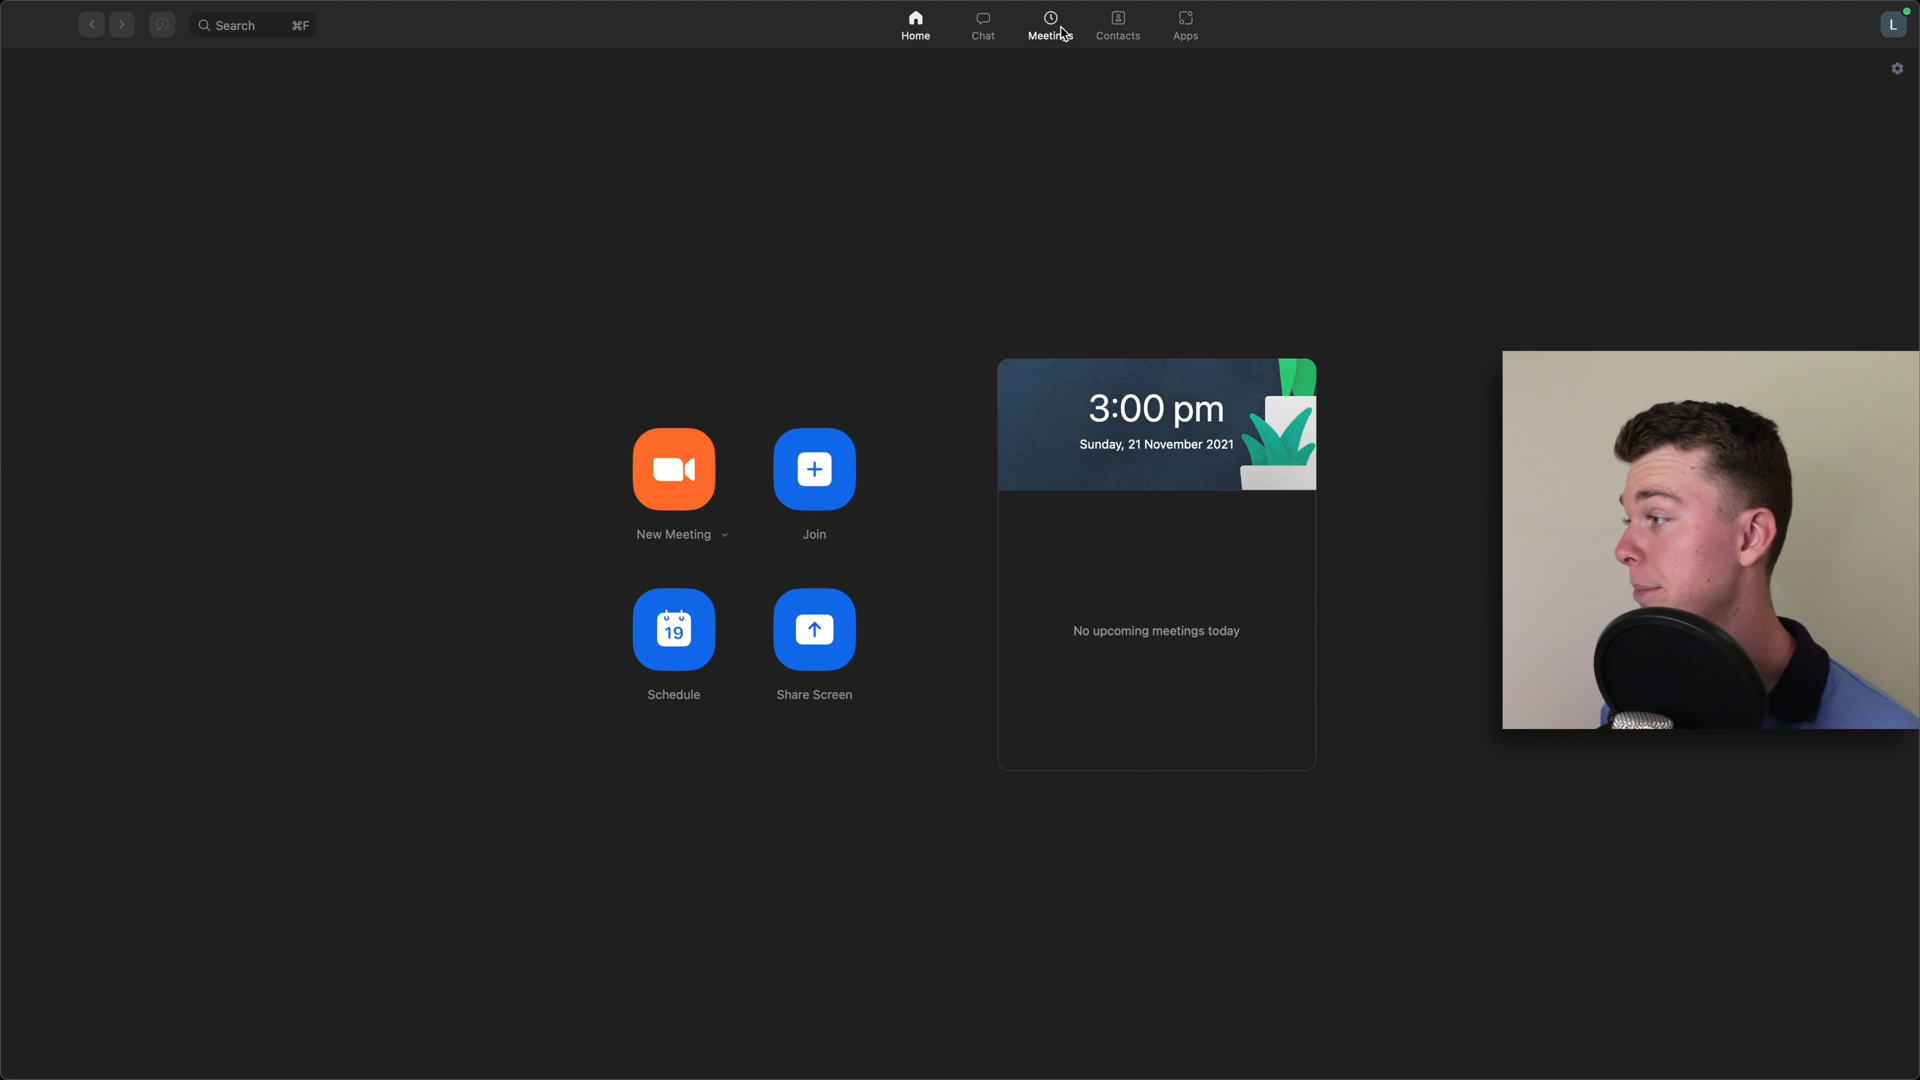 Search ⌘F
Home
Chat
Meetings
Contacts
Apps
L
3:00 pm
Sunday, 21 November 2021
New Meeting
Join
19
Schedule
Share Screen
No upcoming meetings today